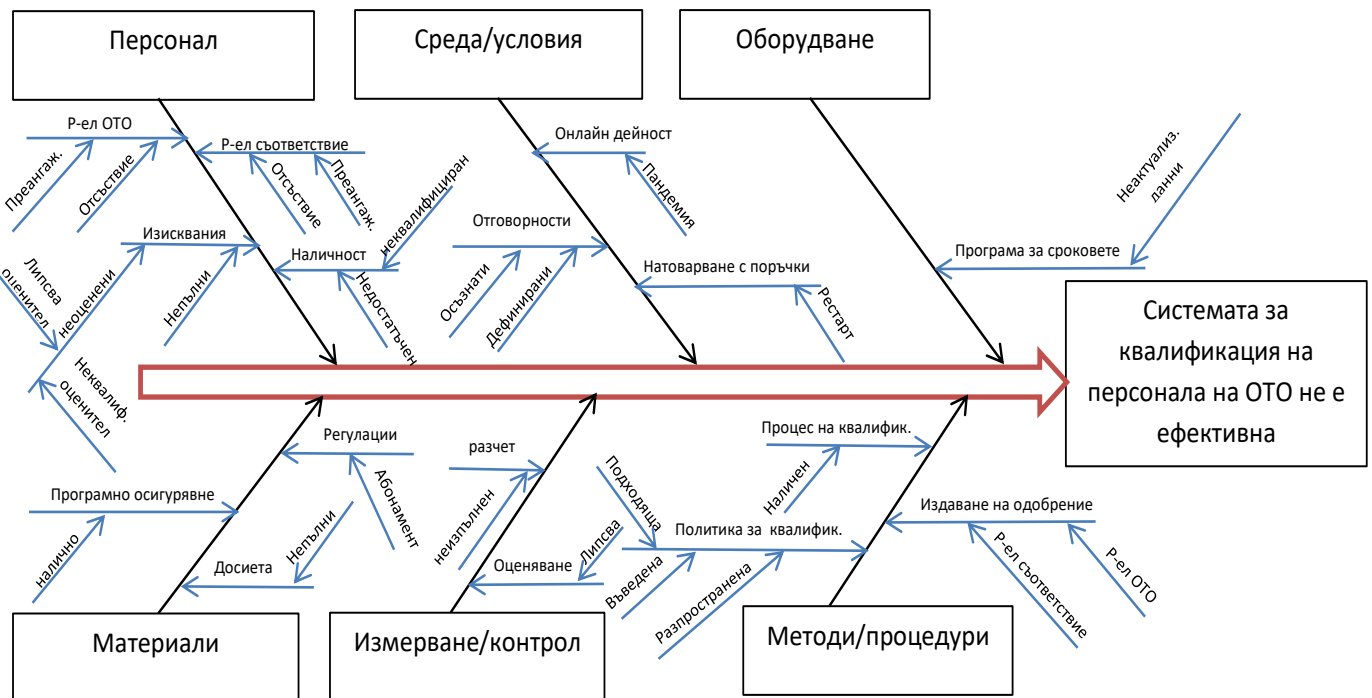 Персонал
Среда/условия
Оборудване
Р-ел ОТО
Преангаж.
Отсъствие
Р-ел съответствие
Отсъствие
Преангаж.
Изисквания
Непълни
неоценени
Липсва
оценител
Неквалиф.
оценител
Наличност
неквалифициран
Недостатъчен
Онлайн дейност
Пандемия
Отговорности
Осъзнати
Дефинирани
Натоварване с поръчки
Рестарт
Неактуализ.
данни
Програма за сроковете
Системата за
квалификация на
персонала на ОТО не е
ефективна
Регулации
Абонамент
Програмно осигурявне
налично
Досиета
Непълни
разчет
неизпълнен
Оценяване
Липсва
Процес на квалифик.
Наличен
Подходяща
Политика за квалифик.
Въведена
Разпространена
Издаване на одобрение
Р-ел съответствие
Р-ел ОТО
Материали
Измерване/контрол
Методи/процедури